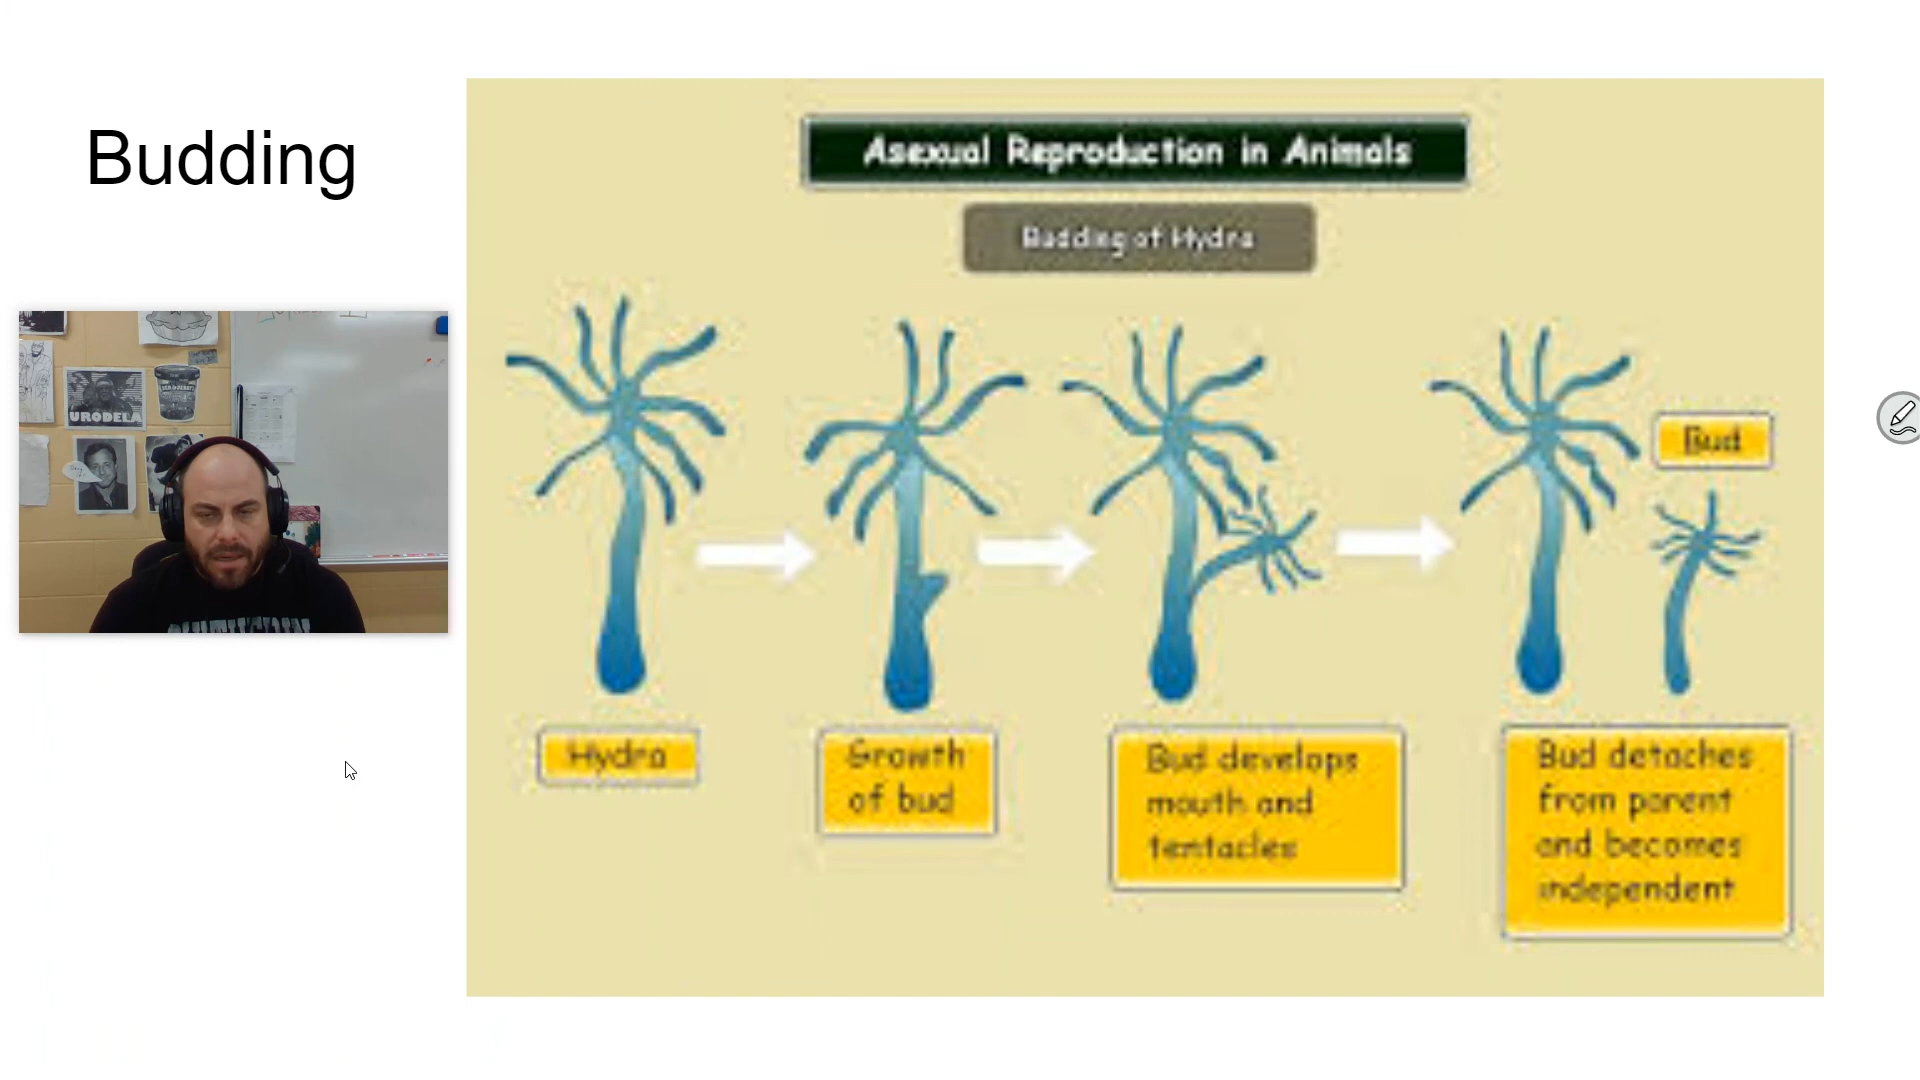 Budding
Asexual Reproduction in Animals
Budding of Hydra
Bud
URODELA
Hydra
Growth
of bud
Bud develops
mouth and
tentacles
Bud detaches
from parent
and becomes
independent